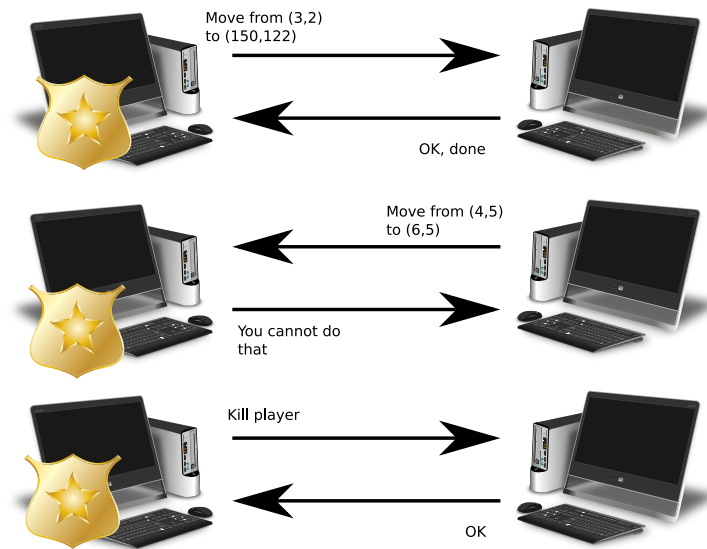 Move from (3,2)
to (150,122)
OK, done
Move from (4,5)
to (6,5)
You cannot do
that
Kill player
OK